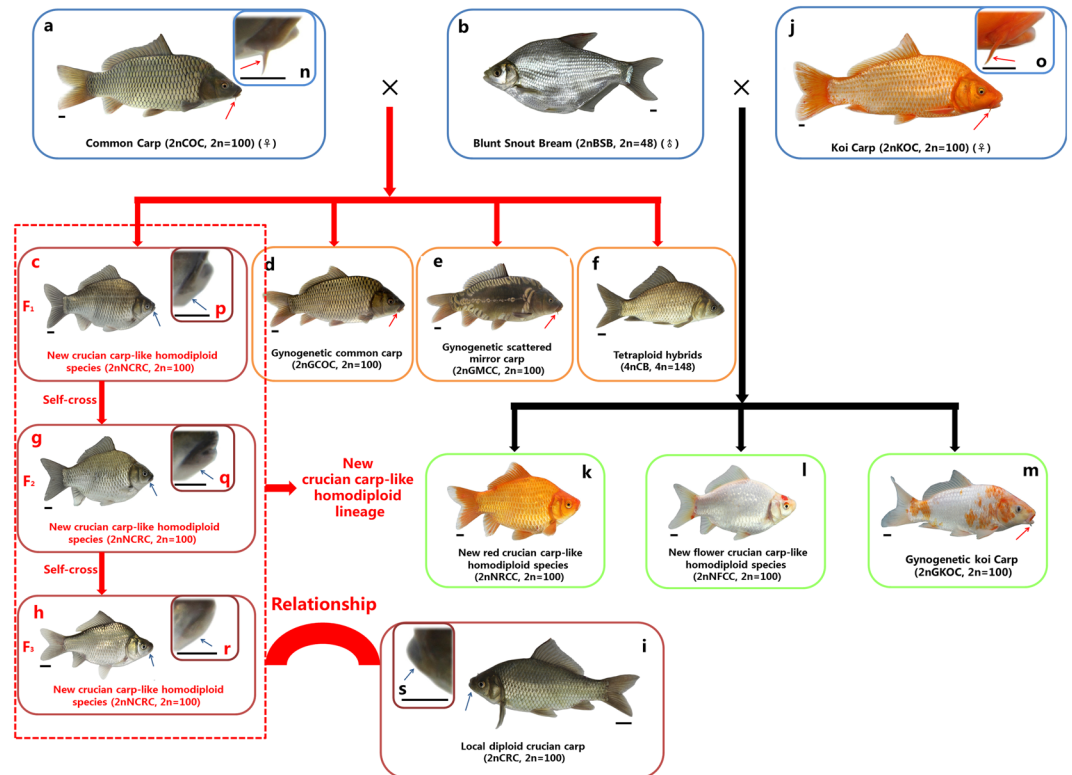 a
n
Common Carp (2nCOC, 2n=100) (♀)
×
b
Blunt Snout Bream (2nBSB, 2n=48) (♂)
×
j
o
Koi Carp (2nKOC, 2n=100) (♀)
F₁
c
p
New crucian carp-like homodiploid
species (2nNCRC, 2n=100)
d
Gynogenetic common carp
(2nGCOC, 2n=100)
e
Gynogenetic scattered
mirror carp
(2nGMCC, 2n=100)
f
Tetraploid hybrids
(4nCB, 4n=148)
Self-cross
F₂
g
q
New crucian carp-like homodiploid
species (2nNCRC, 2n=100)
New
crucian carp-like
homodiploid
lineage
k
New red crucian carp-like
homodiploid species
(2nNRCC, 2n=100)
l
New flower crucian carp-like
homodiploid species
(2nNFCC, 2n=100)
m
Gynogenetic koi Carp
(2nGKOC, 2n=100)
Self-cross
F₃
h
r
New crucian carp-like homodiploid
species (2nNCRC, 2n=100)
Relationship
s
i
Local diploid crucian carp
(2nCRC, 2n=100)